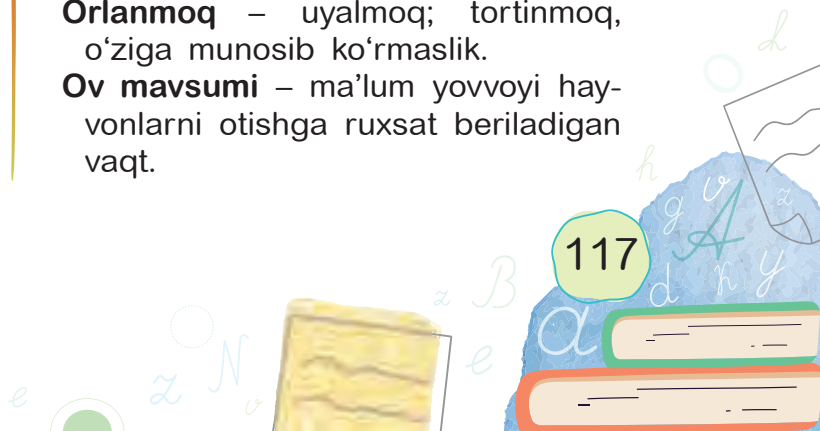 Orlanmoq – uyalmoq; tortinmoq,
o‘ziga munosib ko‘rmaslik.
Ov mavsumi – ma’lum yovvoyi hay-
vonlarni otishga ruxsat beriladigan
vaqt.
d
h
g v z
A
117
d n y
z B
a
N e
e z v